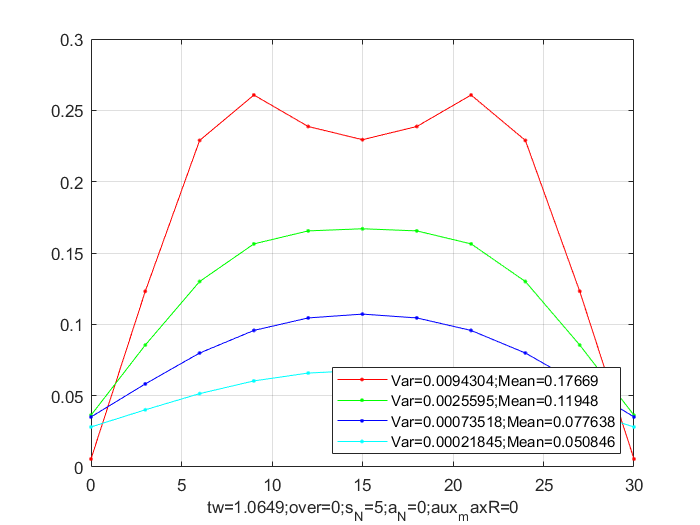 0.3
0.25
0.2
0.15
0.1
0.05
0
Var=0.0094304;Mean=0.17669
Var=0.0025595;Mean=0.11948
Var=0.00073518;Mean=0.077638
Var=0.00021845;Mean=0.050846
0 5 10 15 20 25 30
tw=1.0649;over=0;s_N=5;a_N=0;aux_maxR=0